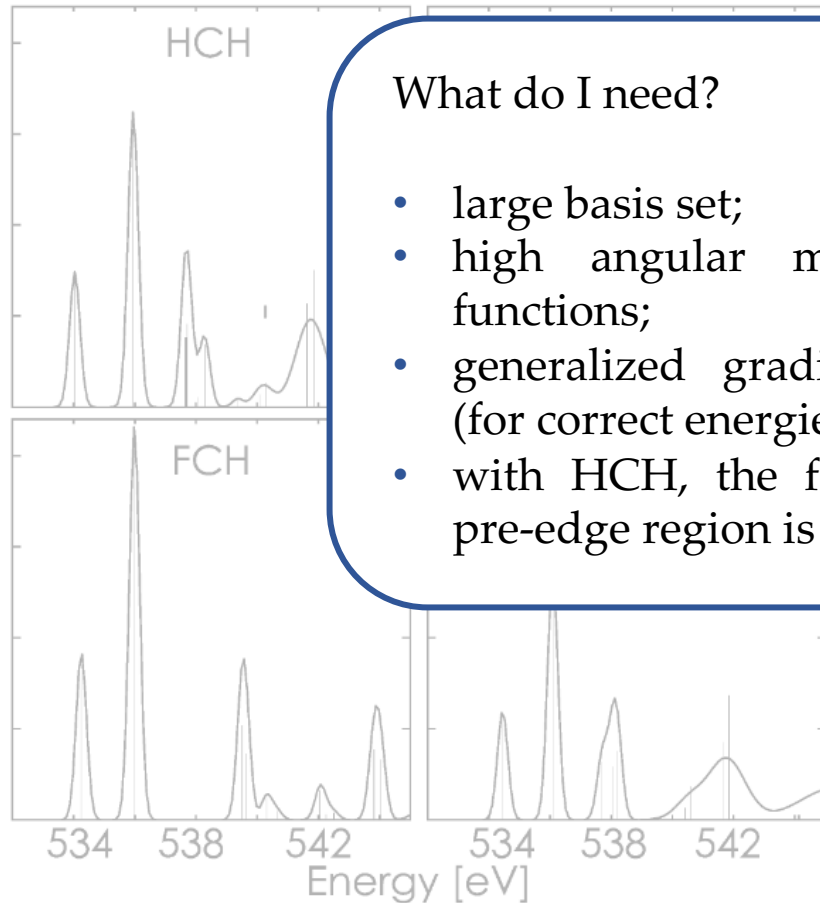 HCH
What do I need?
• large basis set;
• high angular
functions;
• generalized
(for correct
• with HCH, the
pre-edge region is
FCH
534 538 542
534 538 542
Energy [eV]